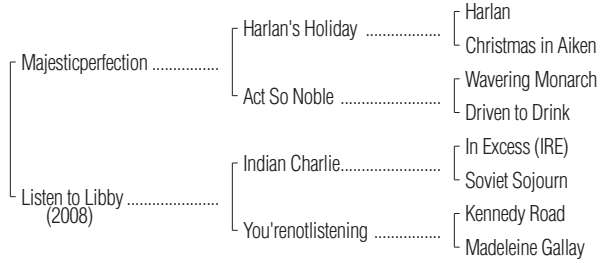 Harlan
Harlan's Holiday ..................
Christmas in Aiken
Majesticperfection ................
Wavering Monarch
Act So Noble ........................
Driven to Drink
In Excess (IRE)
Indian Charlie........................
Soviet Sojourn
Listen to Libby ......................
(2008)
Kennedy Road
You'renotlistening ................
Madeleine Gallay